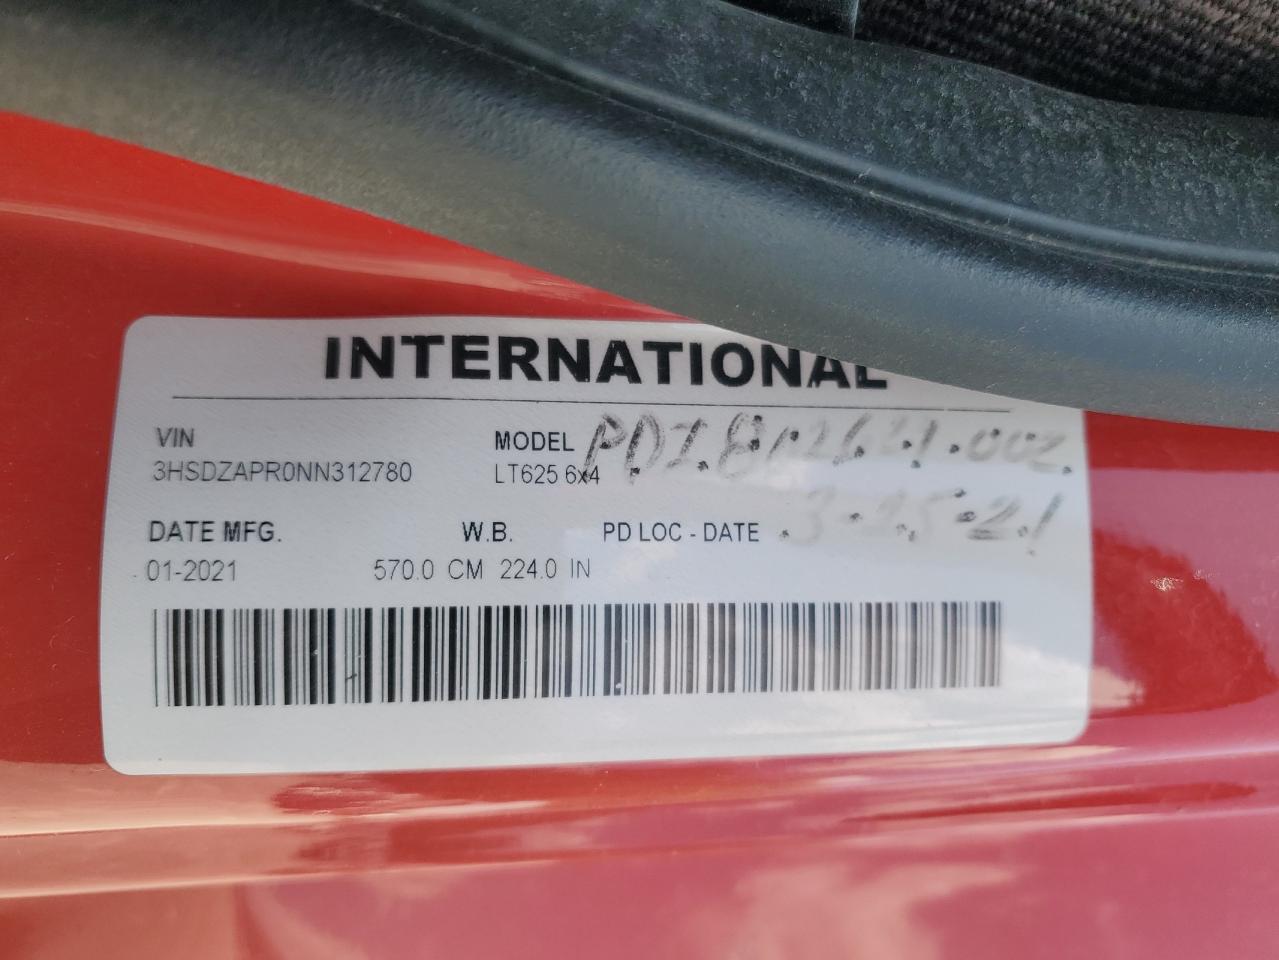 INTERNATIONAL
VIN MODEL
3HSDZAPR0NN312780 LT625 6x4
DATE MFG. W.B. PD LOC - DATE 3-25-21
01-2021 570.0 CM 224.0 IN